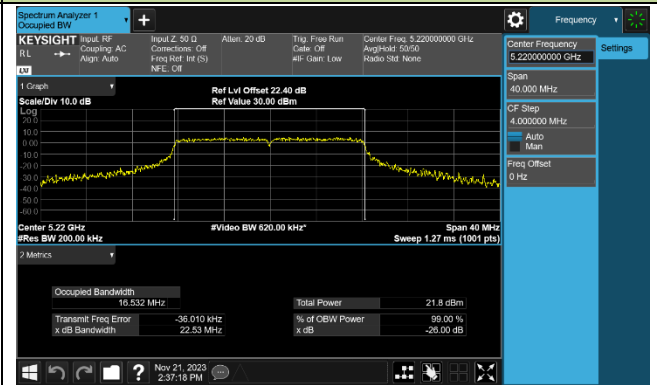 Spectrum Analyzer 1
Occupied BW
+
Frequency
KEYSIGHT
RL
LXI
Input: RF
Coupling: AC
Align: Auto
Input Z: 50 Ω
Corrections: Off
Freq Ref: Int (S)
NFE: Off
Atten: 20 dB
Trig: Free Run
Gate: Off
#IF Gain: Low
Center Freq: 5.220000000 GHz
Avg|Hold: 50/50
Radio Std: None
Center Frequency
5.220000000 GHz
Settings
Span
40.000 MHz
CF Step
4.000000 MHz
Auto
Man
Freq Offset
0 Hz
1 Graph
Scale/Div 10.0 dB
Ref Lvl Offset 22.40 dB
Ref Value 30.00 dBm
Log
20.0
10.0
0.00
-10.0
-20.0
-30.0
-40.0
-50.0
-60.0
Center 5.22 GHz
#Video BW 620.00 kHz*
Span 40 MHz
#Res BW 200.00 kHz
Sweep 1.27 ms (1001 pts)
2 Metrics
Occupied Bandwidth
16.532 MHz
Total Power 21.8 dBm
Transmit Freq Error -36.010 kHz
% of OBW Power 99.00 %
x dB Bandwidth 22.53 MHz
x dB -26.00 dB
?
Nov 21, 2023
2:37:18 PM